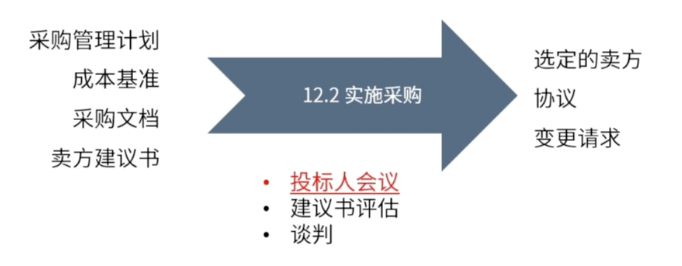 采购管理计划
成本基准
采购文档
卖方建议书
12.2 实施采购
• 投标人会议
• 建议书评估
• 谈判
选定的卖方
协议
变更请求